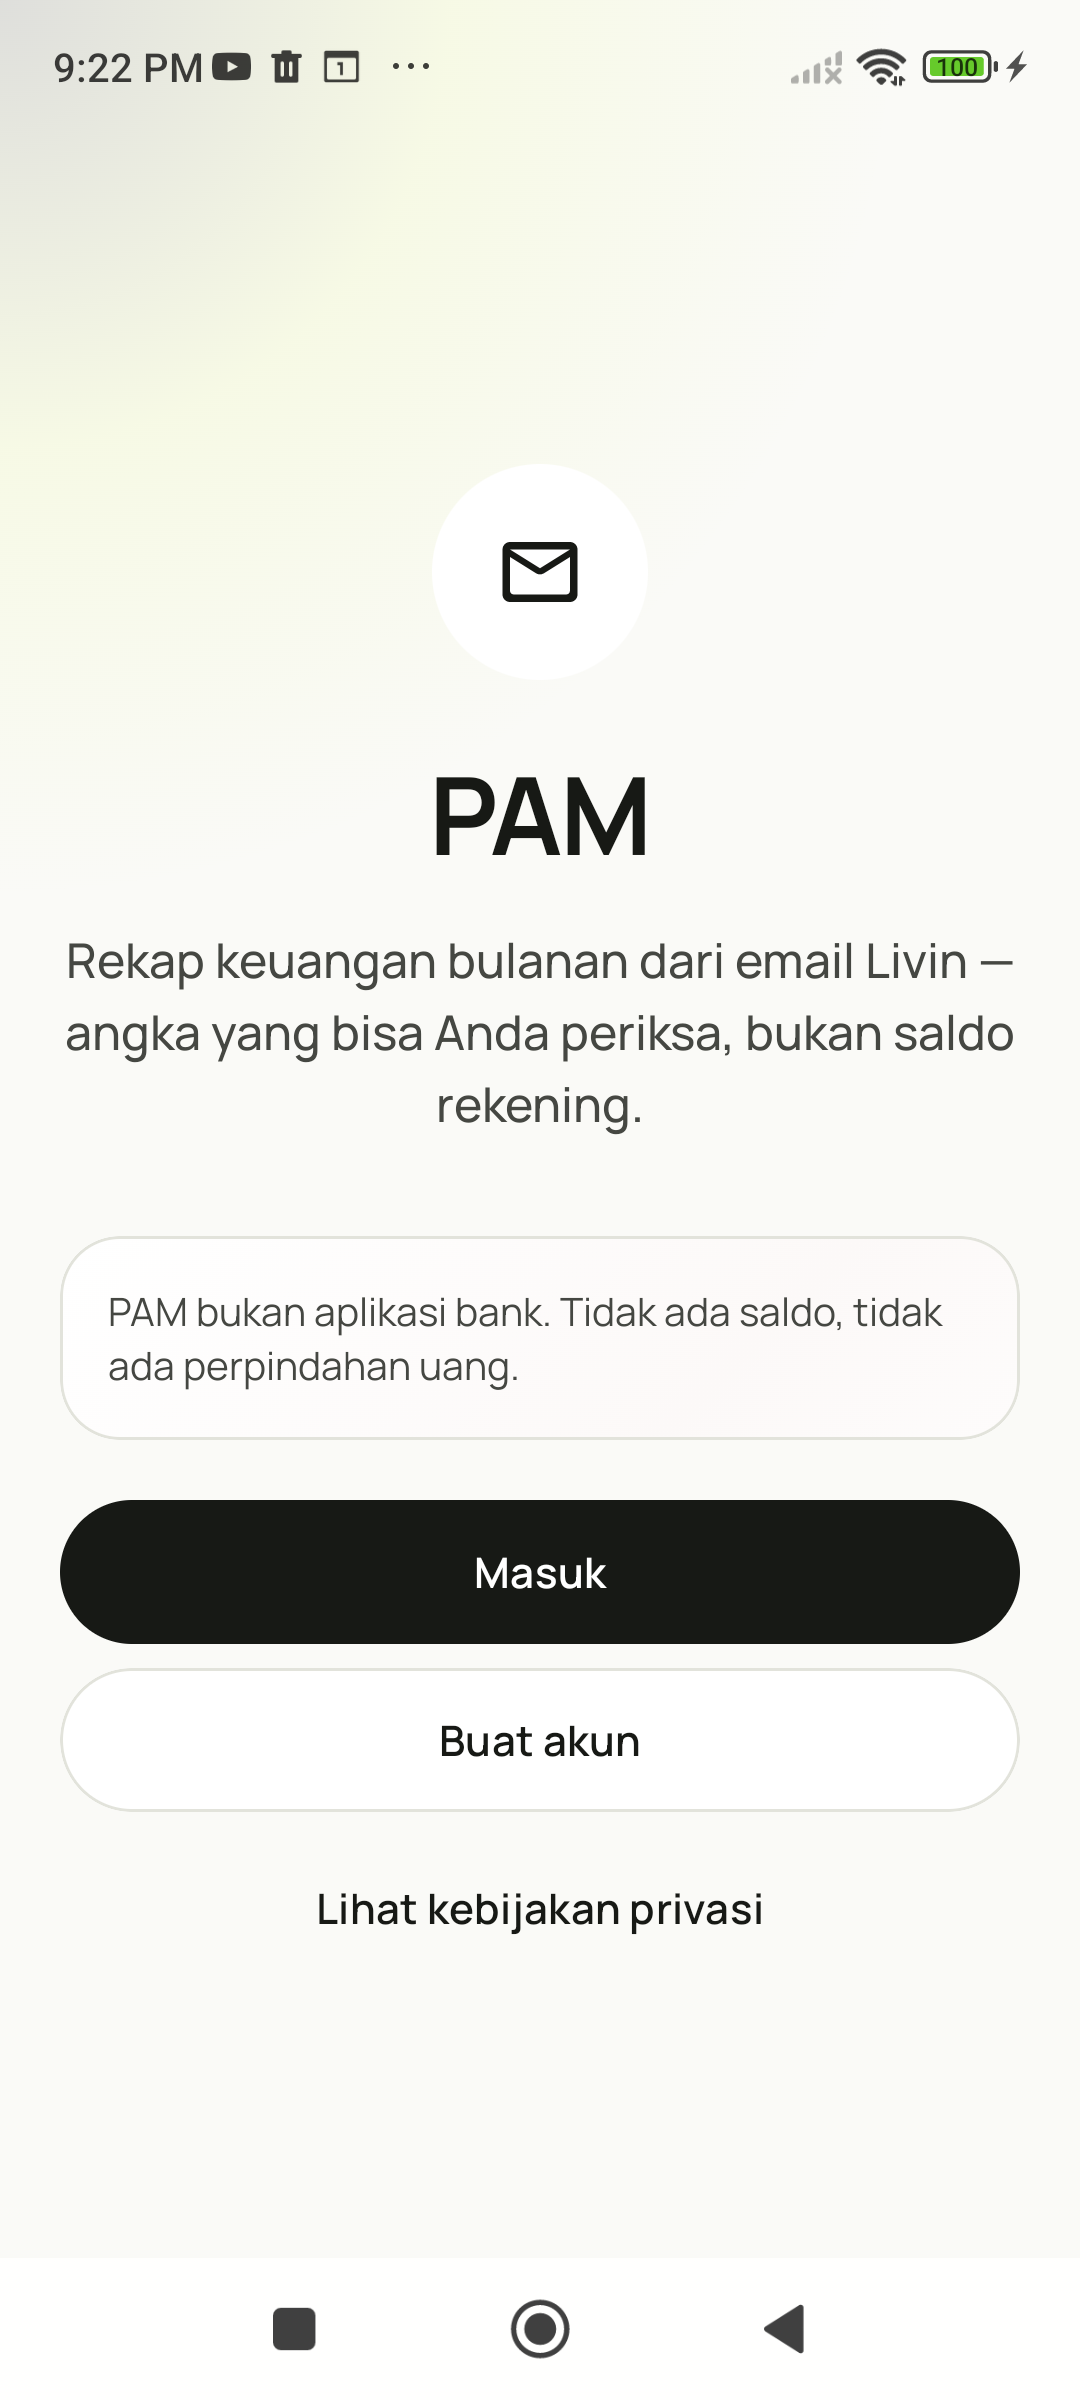 9:22 PM
1
100
PAM
Rekap keuangan bulanan dari email Livin —
angka yang bisa Anda periksa, bukan saldo
rekening.
PAM bukan aplikasi bank. Tidak ada saldo, tidak
ada perpindahan uang.
Masuk
Buat akun
Lihat kebijakan privasi